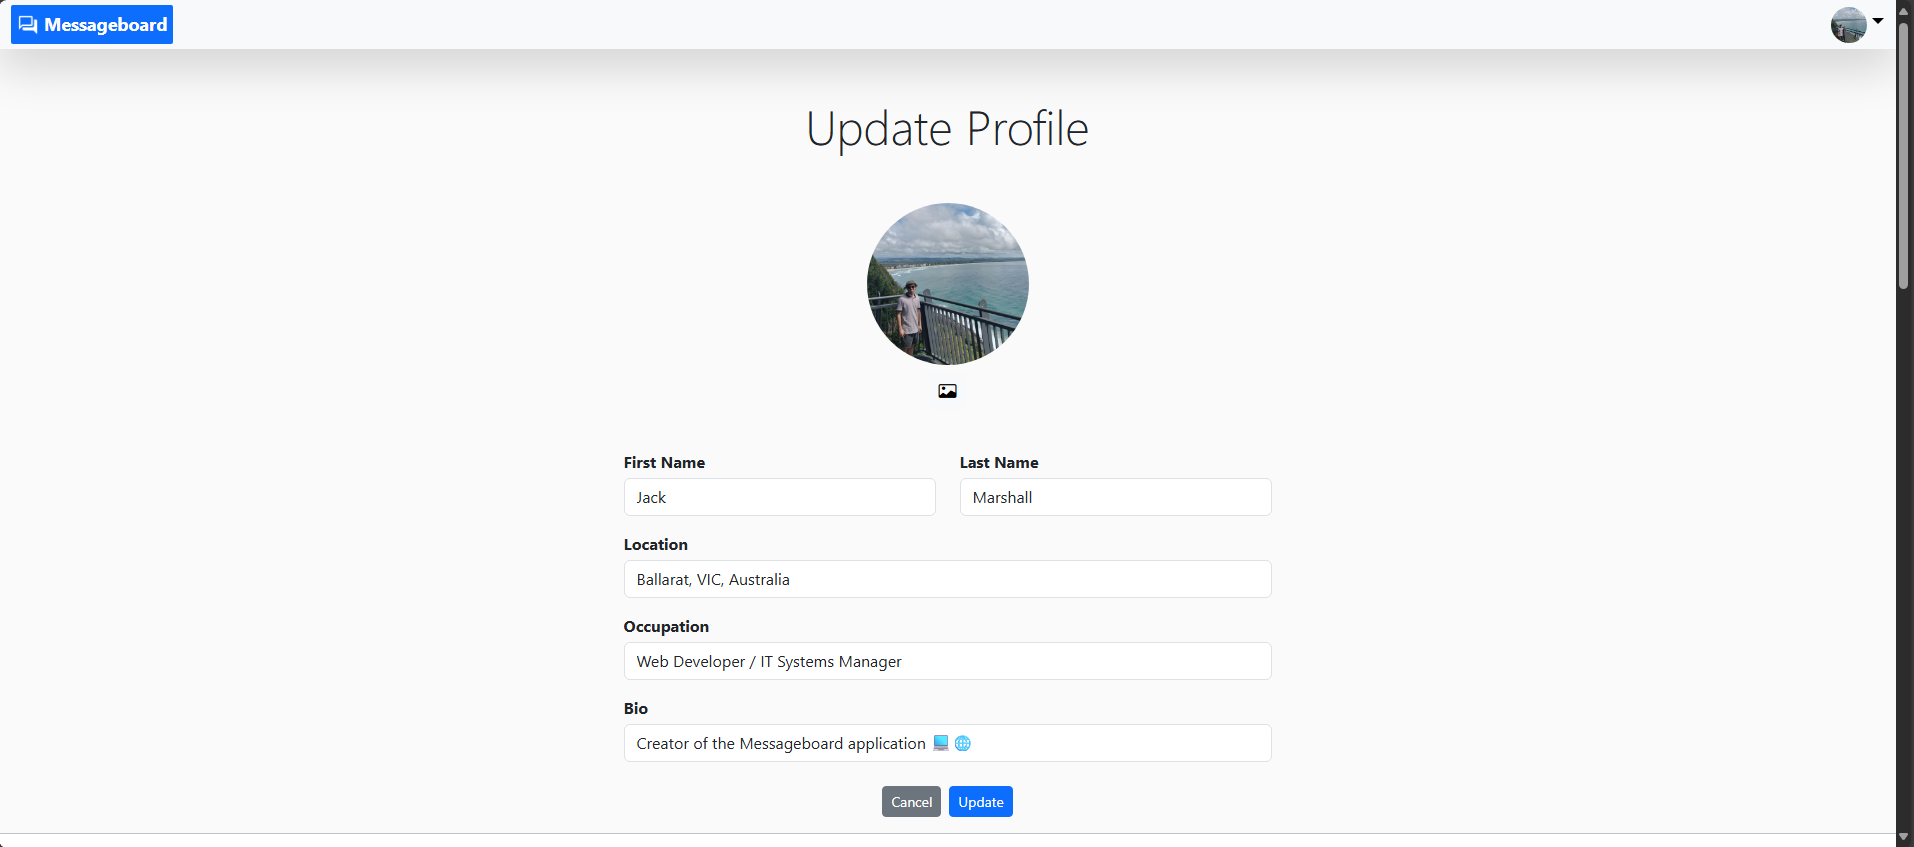 Messageboard
Update Profile
First Name Last Name
Jack Marshall
Location
Ballarat, VIC, Australia
Occupation
Web Developer / IT Systems Manager
Bio
Creator of the Messageboard application 💻 🌐
Cancel Update